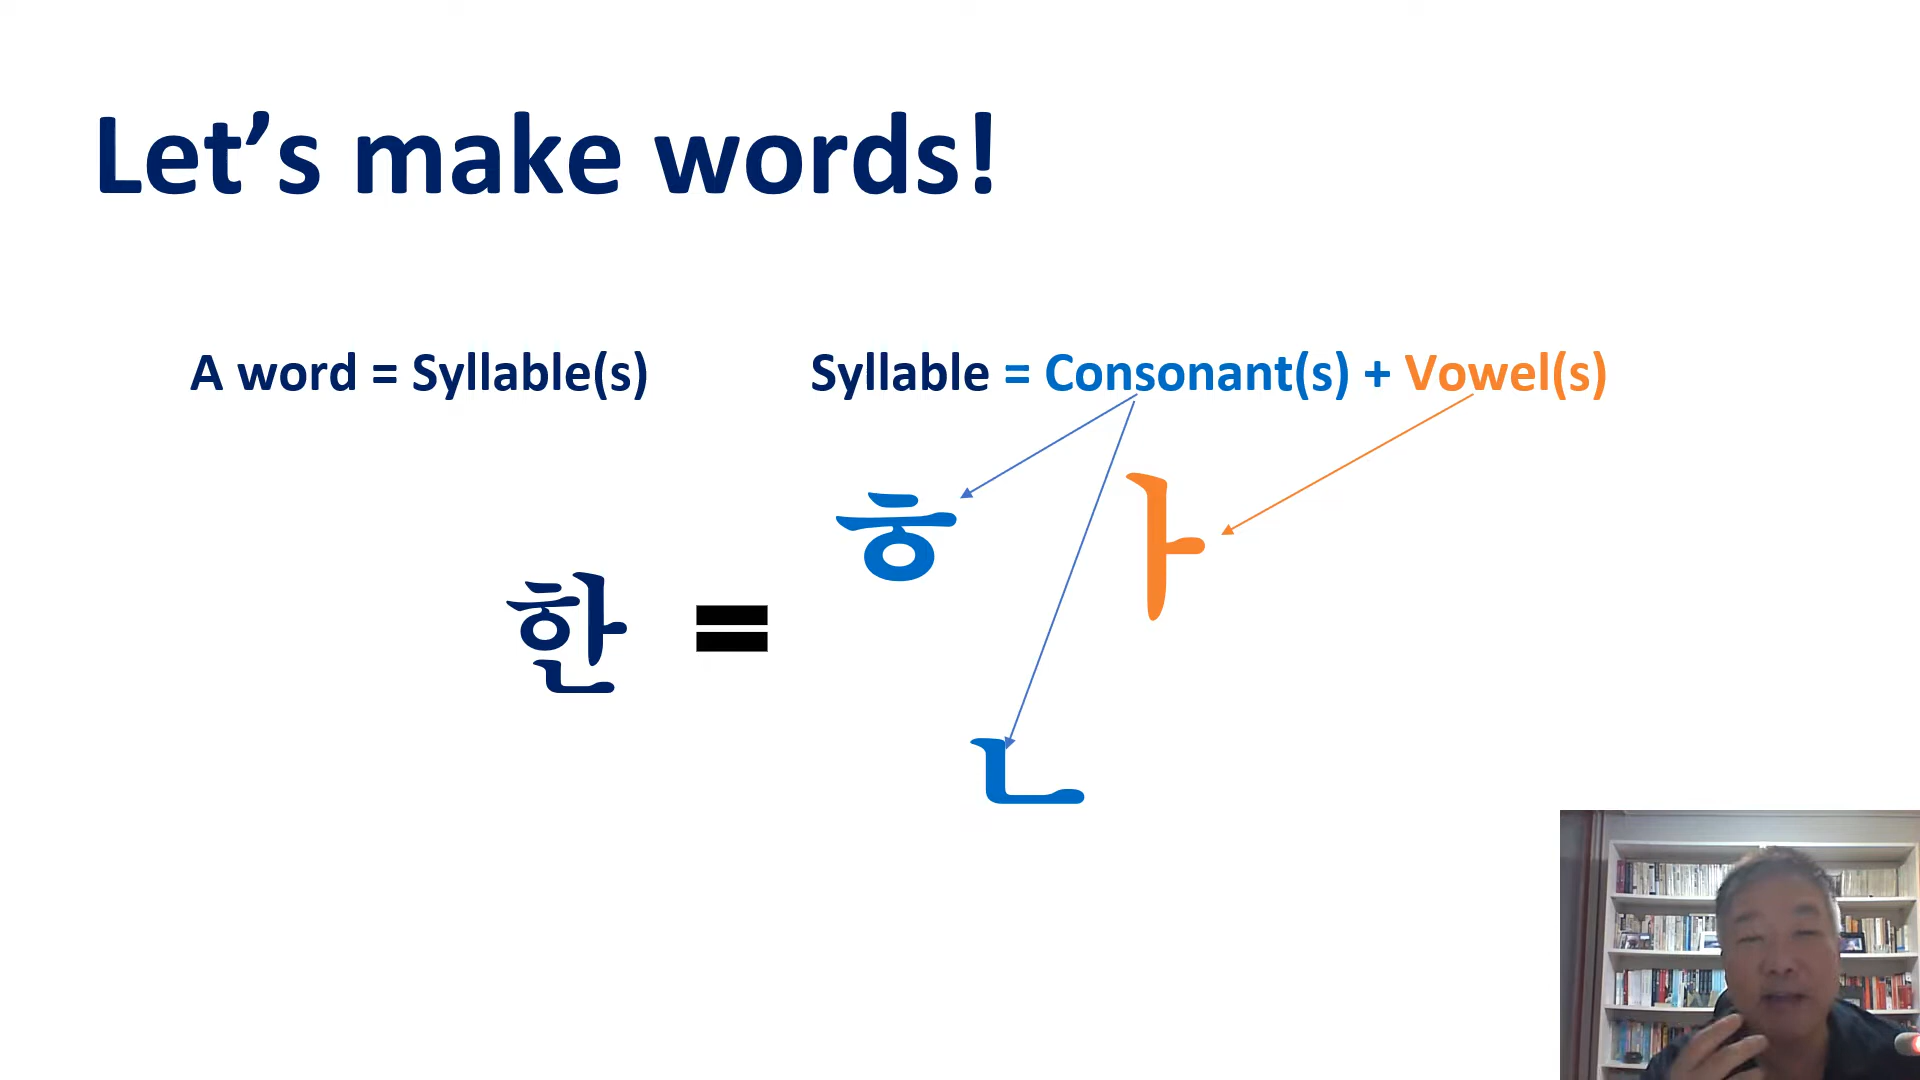 Let’s make words!
A word = Syllable(s)
Syllable = Consonant(s) + Vowel(s)
한 = ㅎ ㅏ
ㄴ